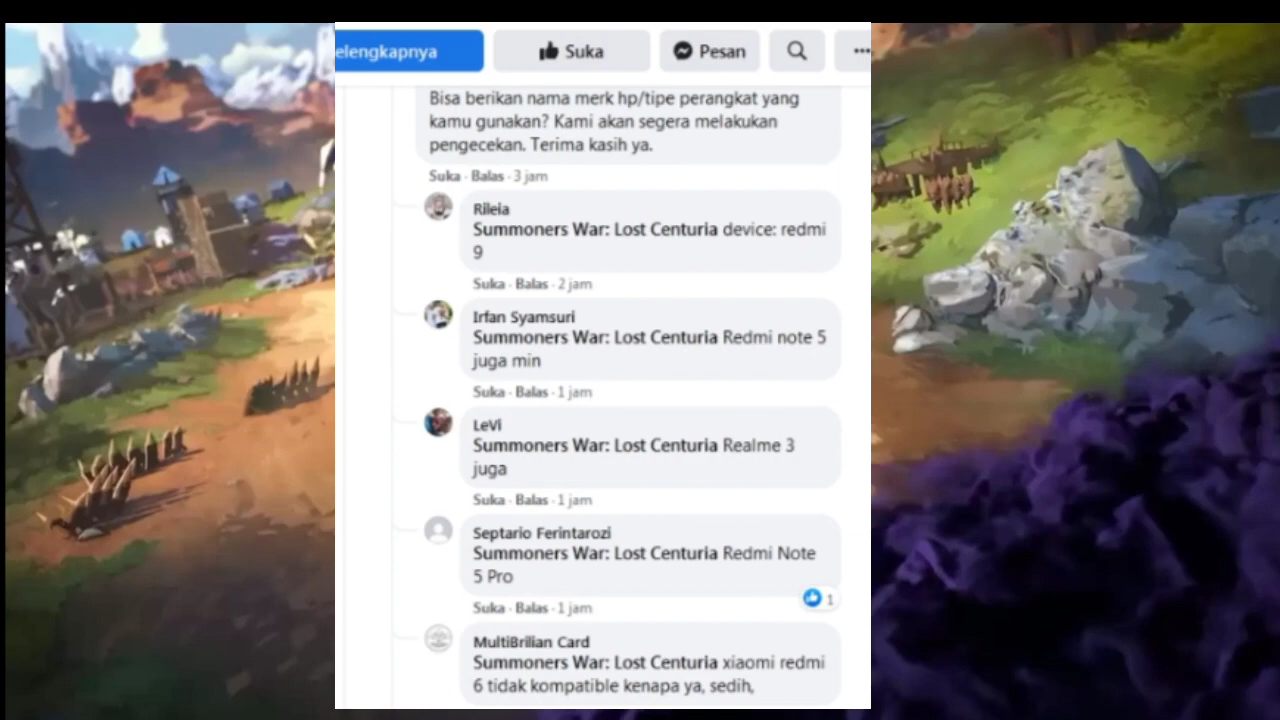 elengkapnya
Suka
Pesan
Bisa berikan nama merk hp/tipe perangkat yang
kamu gunakan? Kami akan segera melakukan
pengecekan. Terima kasih ya.
Suka · Balas · 3 jam
Rileia
Summoners War: Lost Centuria device: redmi
9
Suka · Balas · 2 jam
Irfan Syamsuri
Summoners War: Lost Centuria Redmi note 5
juga min
Suka · Balas · 1 jam
LeVi
Summoners War: Lost Centuria Realme 3
juga
Suka · Balas · 1 jam
Septario Ferintarozi
Summoners War: Lost Centuria Redmi Note
5 Pro
1
Suka · Balas · 1 jam
MultiBrilian Card
Summoners War: Lost Centuria xiaomi redmi
6 tidak kompatible kenapa ya, sedih,